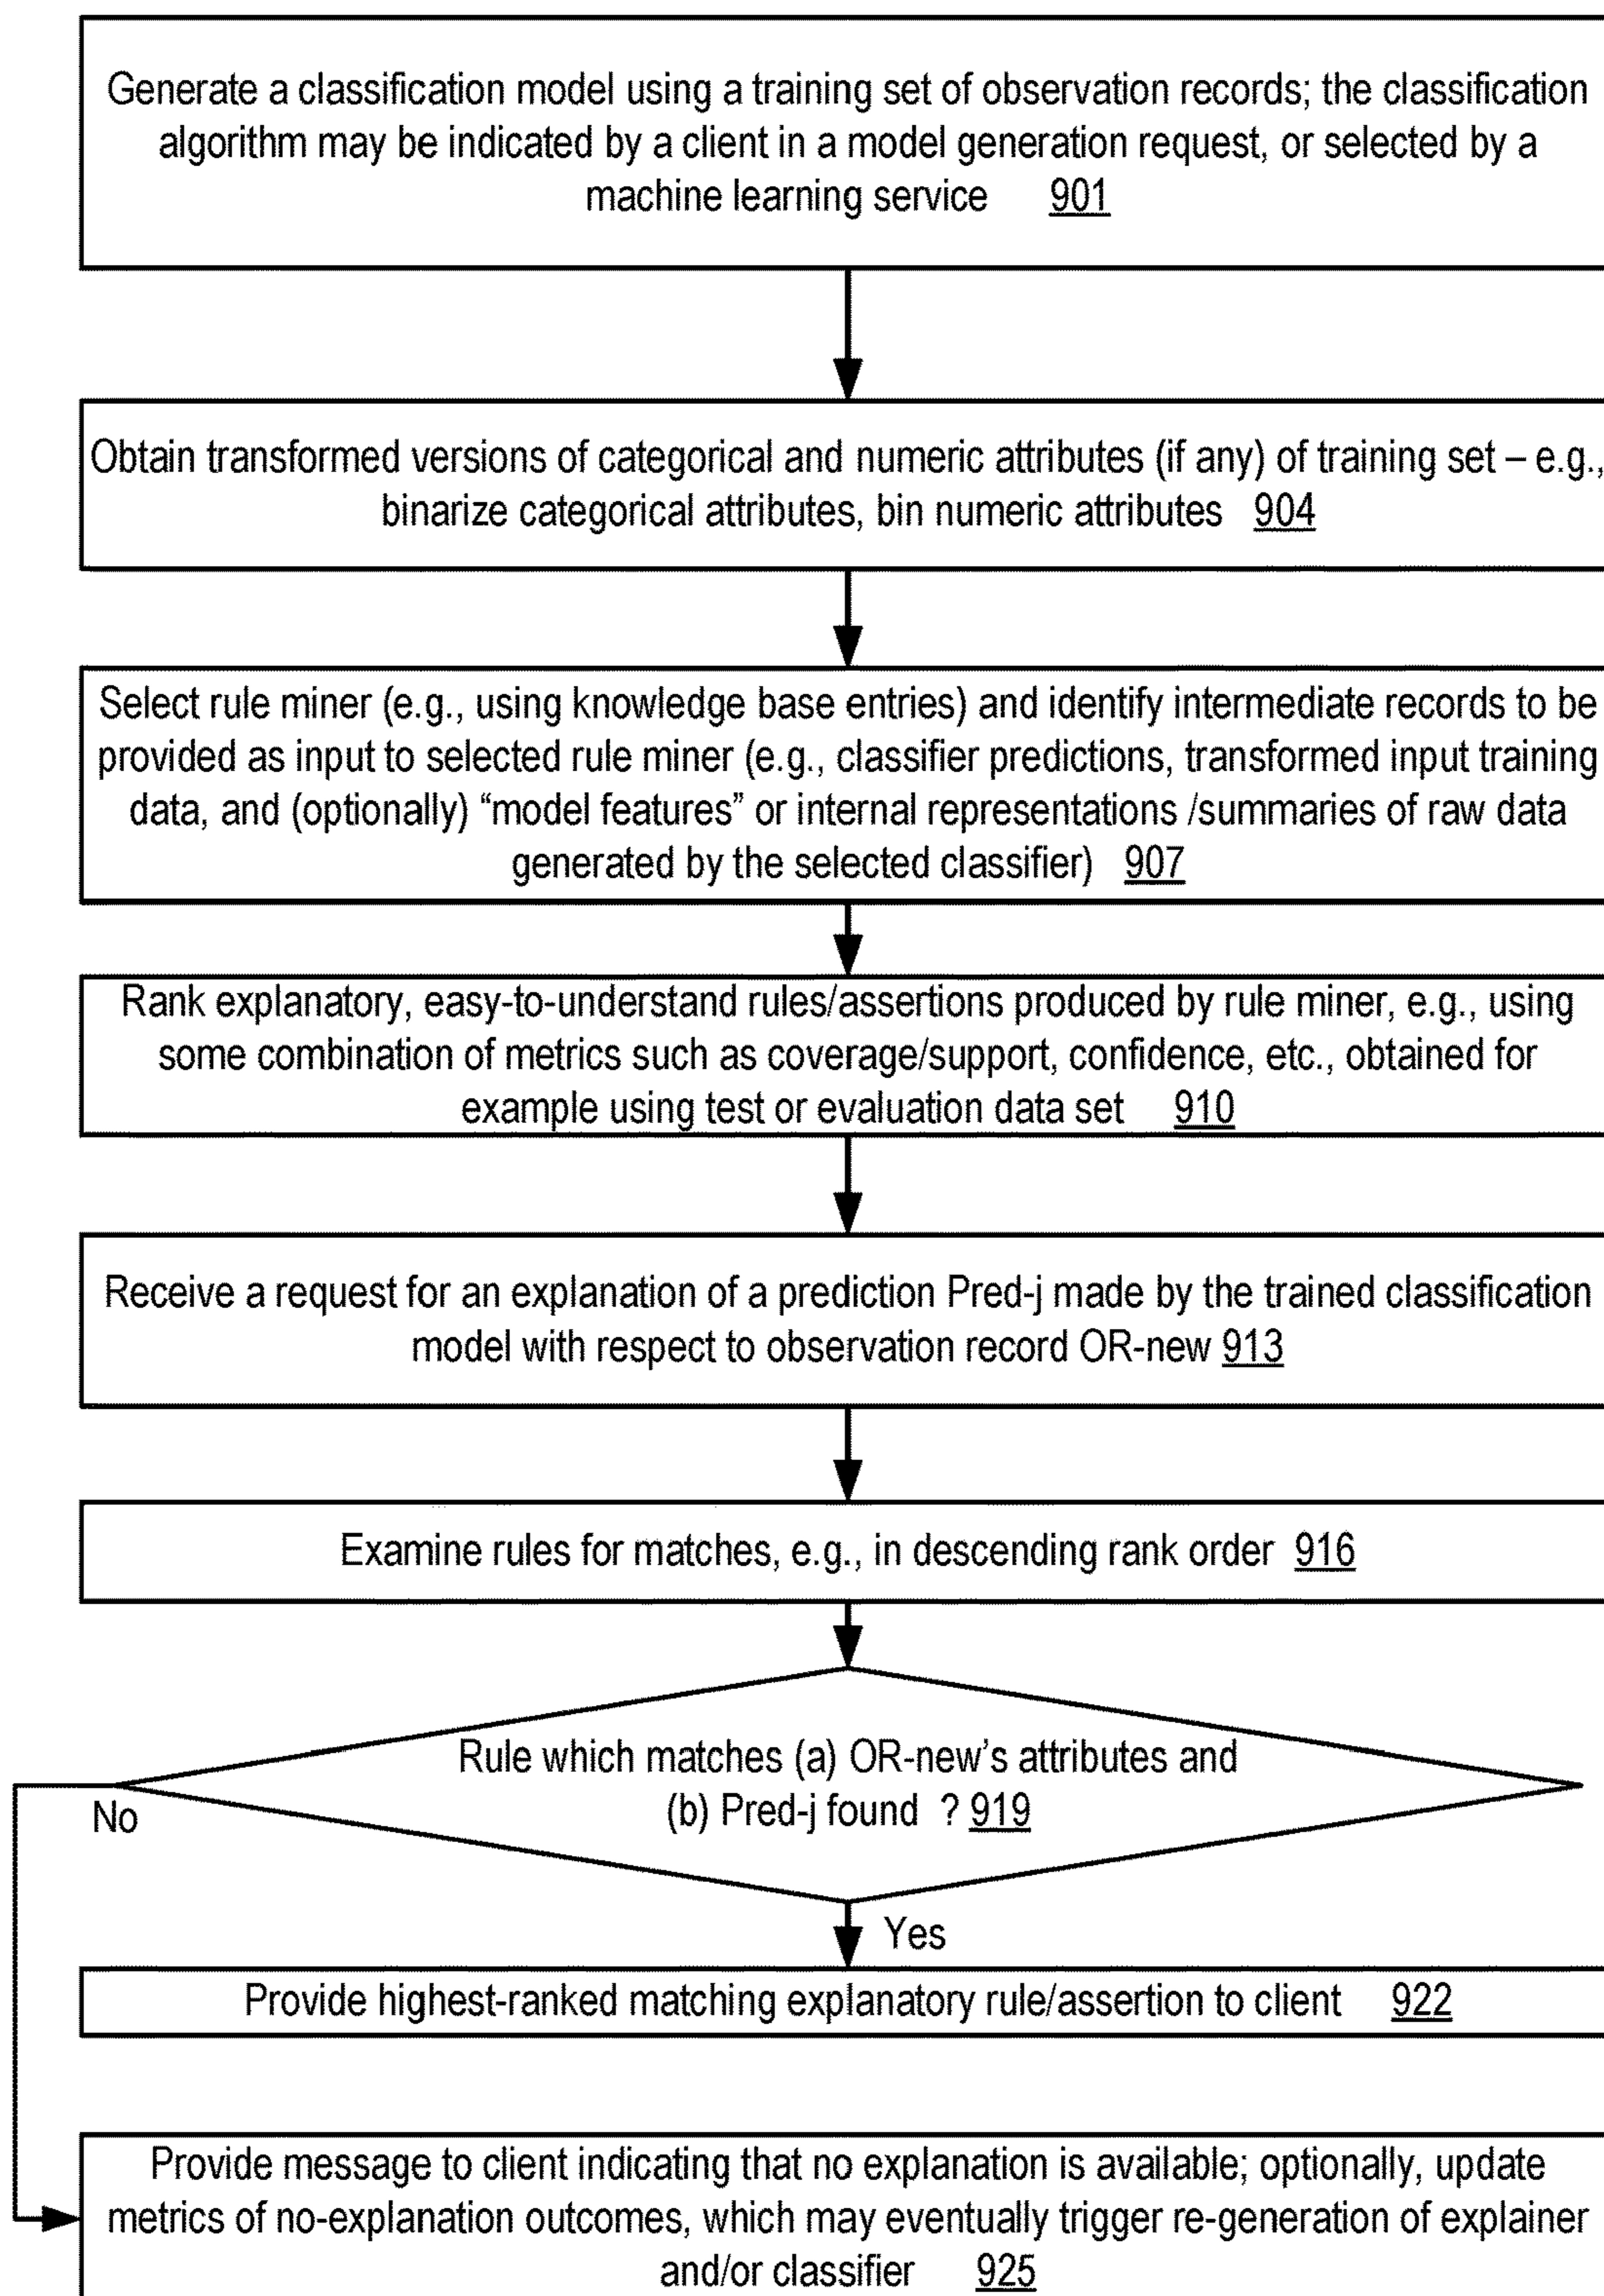 Generate a classification model using a training set of observation records; the classification
algorithm may be indicated by a client in a model generation request, or selected by a
machine learning service 901
Obtain transformed versions of categorical and numeric attributes (if any) of training set – e.g.,
binarize categorical attributes, bin numeric attributes 904
Select rule miner (e.g., using knowledge base entries) and identify intermediate records to be
provided as input to selected rule miner (e.g., classifier predictions, transformed input training
data, and (optionally) “model features” or internal representations /summaries of raw data
generated by the selected classifier) 907
Rank explanatory, easy-to-understand rules/assertions produced by rule miner, e.g., using
some combination of metrics such as coverage/support, confidence, etc., obtained for
example using test or evaluation data set 910
Receive a request for an explanation of a prediction Pred-j made by the trained classification
model with respect to observation record OR-new 913
Examine rules for matches, e.g., in descending rank order 916
Rule which matches (a) OR-new’s attributes and
(b) Pred-j found ? 919
No
Yes
Provide highest-ranked matching explanatory rule/assertion to client 922
Provide message to client indicating that no explanation is available; optionally, update
metrics of no-explanation outcomes, which may eventually trigger re-generation of explainer
and/or classifier 925